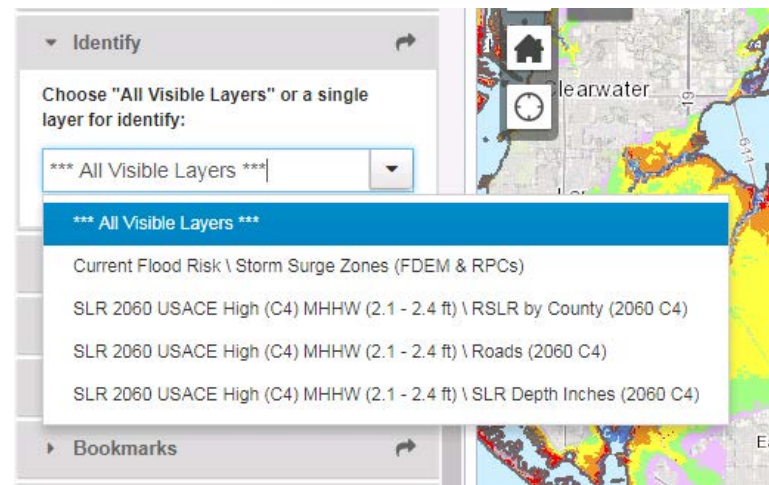 Identify
Choose "All Visible Layers" or a single
layer for identify:
*** All Visible Layers ***
*** All Visible Layers ***
Current Flood Risk \ Storm Surge Zones (FDEM & RPCs)
SLR 2060 USACE High (C4) MHHW (2.1 - 2.4 ft) \ RSLR by County (2060 C4)
SLR 2060 USACE High (C4) MHHW (2.1 - 2.4 ft) \ Roads (2060 C4)
SLR 2060 USACE High (C4) MHHW (2.1 - 2.4 ft) \ SLR Depth Inches (2060 C4)
Bookmarks
Clearwater
19